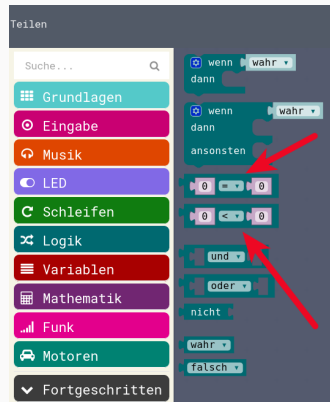 Teilen
Suche...
Grundlagen
Eingabe
Musik
LED
Schleifen
Logik
Variablen
Mathematik
Funk
Motoren
Fortgeschritten
wenn wahr
dann
wenn wahr
dann
ansonsten
0 = 0
0 < 0
und
oder
nicht
wahr
falsch